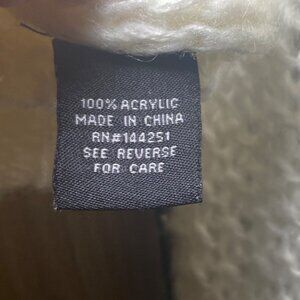 100% ACRYLIC
MADE IN CHINA
RN#144251
SEE REVERSE
FOR CARE